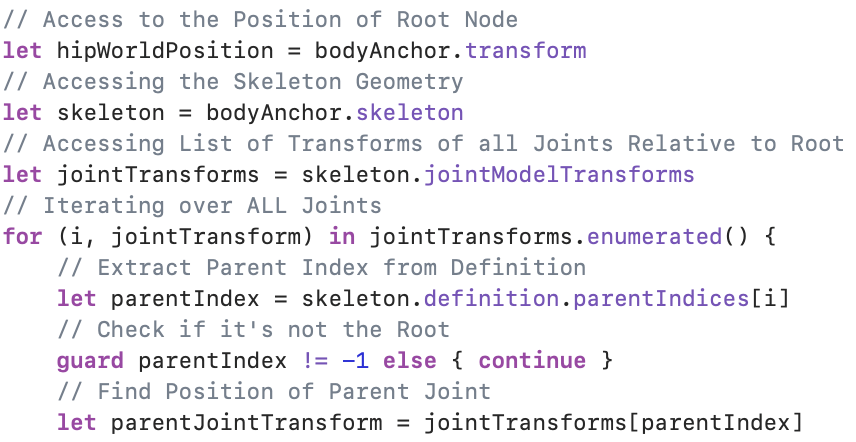 // Access to the Position of Root Node
let hipWorldPosition = bodyAnchor.transform
// Accessing the Skeleton Geometry
let skeleton = bodyAnchor.skeleton
// Accessing List of Transforms of all Joints Relative to Root
let jointTransforms = skeleton.jointModelTransforms
// Iterating over ALL Joints
for (i, jointTransform) in jointTransforms.enumerated() {
    // Extract Parent Index from Definition
    let parentIndex = skeleton.definition.parentIndices[i]
    // Check if it's not the Root
    guard parentIndex != -1 else { continue }
    // Find Position of Parent Joint
    let parentJointTransform = jointTransforms[parentIndex]